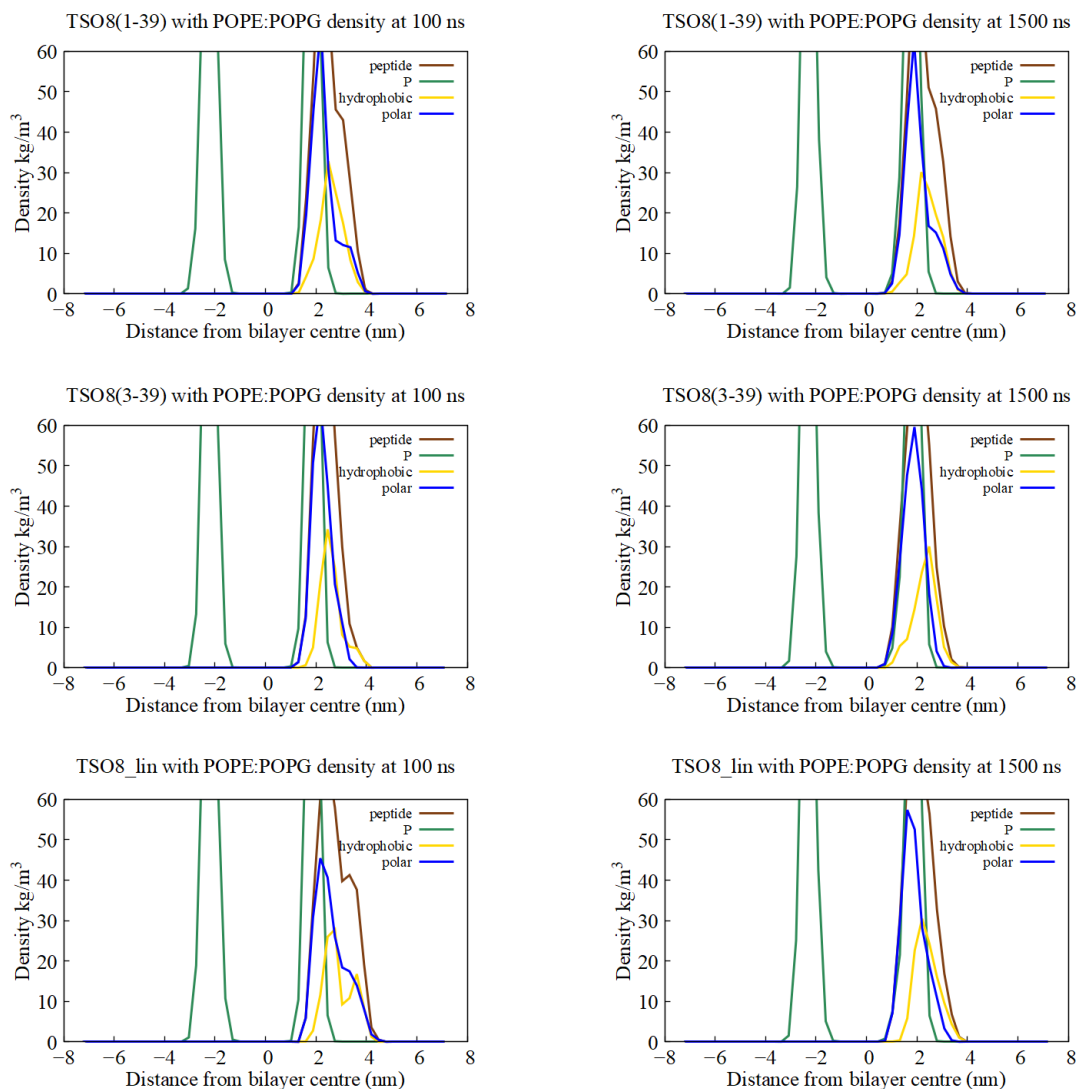 TSO8(1-39) with POPE:POPG density at 100 ns
Density kg/m³
60
50
40
30
20
10
0
peptide
P
hydrophobic
polar
−8 −6 −4 −2 0 2 4 6 8
Distance from bilayer centre (nm)
TSO8(1-39) with POPE:POPG density at 1500 ns
Density kg/m³
60
50
40
30
20
10
0
peptide
P
hydrophobic
polar
−8 −6 −4 −2 0 2 4 6 8
Distance from bilayer centre (nm)
TSO8(3-39) with POPE:POPG density at 100 ns
Density kg/m³
60
50
40
30
20
10
0
peptide
P
hydrophobic
polar
−8 −6 −4 −2 0 2 4 6 8
Distance from bilayer centre (nm)
TSO8(3-39) with POPE:POPG density at 1500 ns
Density kg/m³
60
50
40
30
20
10
0
peptide
P
hydrophobic
polar
−8 −6 −4 −2 0 2 4 6 8
Distance from bilayer centre (nm)
TSO8_lin with POPE:POPG density at 100 ns
Density kg/m³
60
50
40
30
20
10
0
peptide
P
hydrophobic
polar
−8 −6 −4 −2 0 2 4 6 8
Distance from bilayer centre (nm)
TSO8_lin with POPE:POPG density at 1500 ns
Density kg/m³
60
50
40
30
20
10
0
peptide
P
hydrophobic
polar
−8 −6 −4 −2 0 2 4 6 8
Distance from bilayer centre (nm)